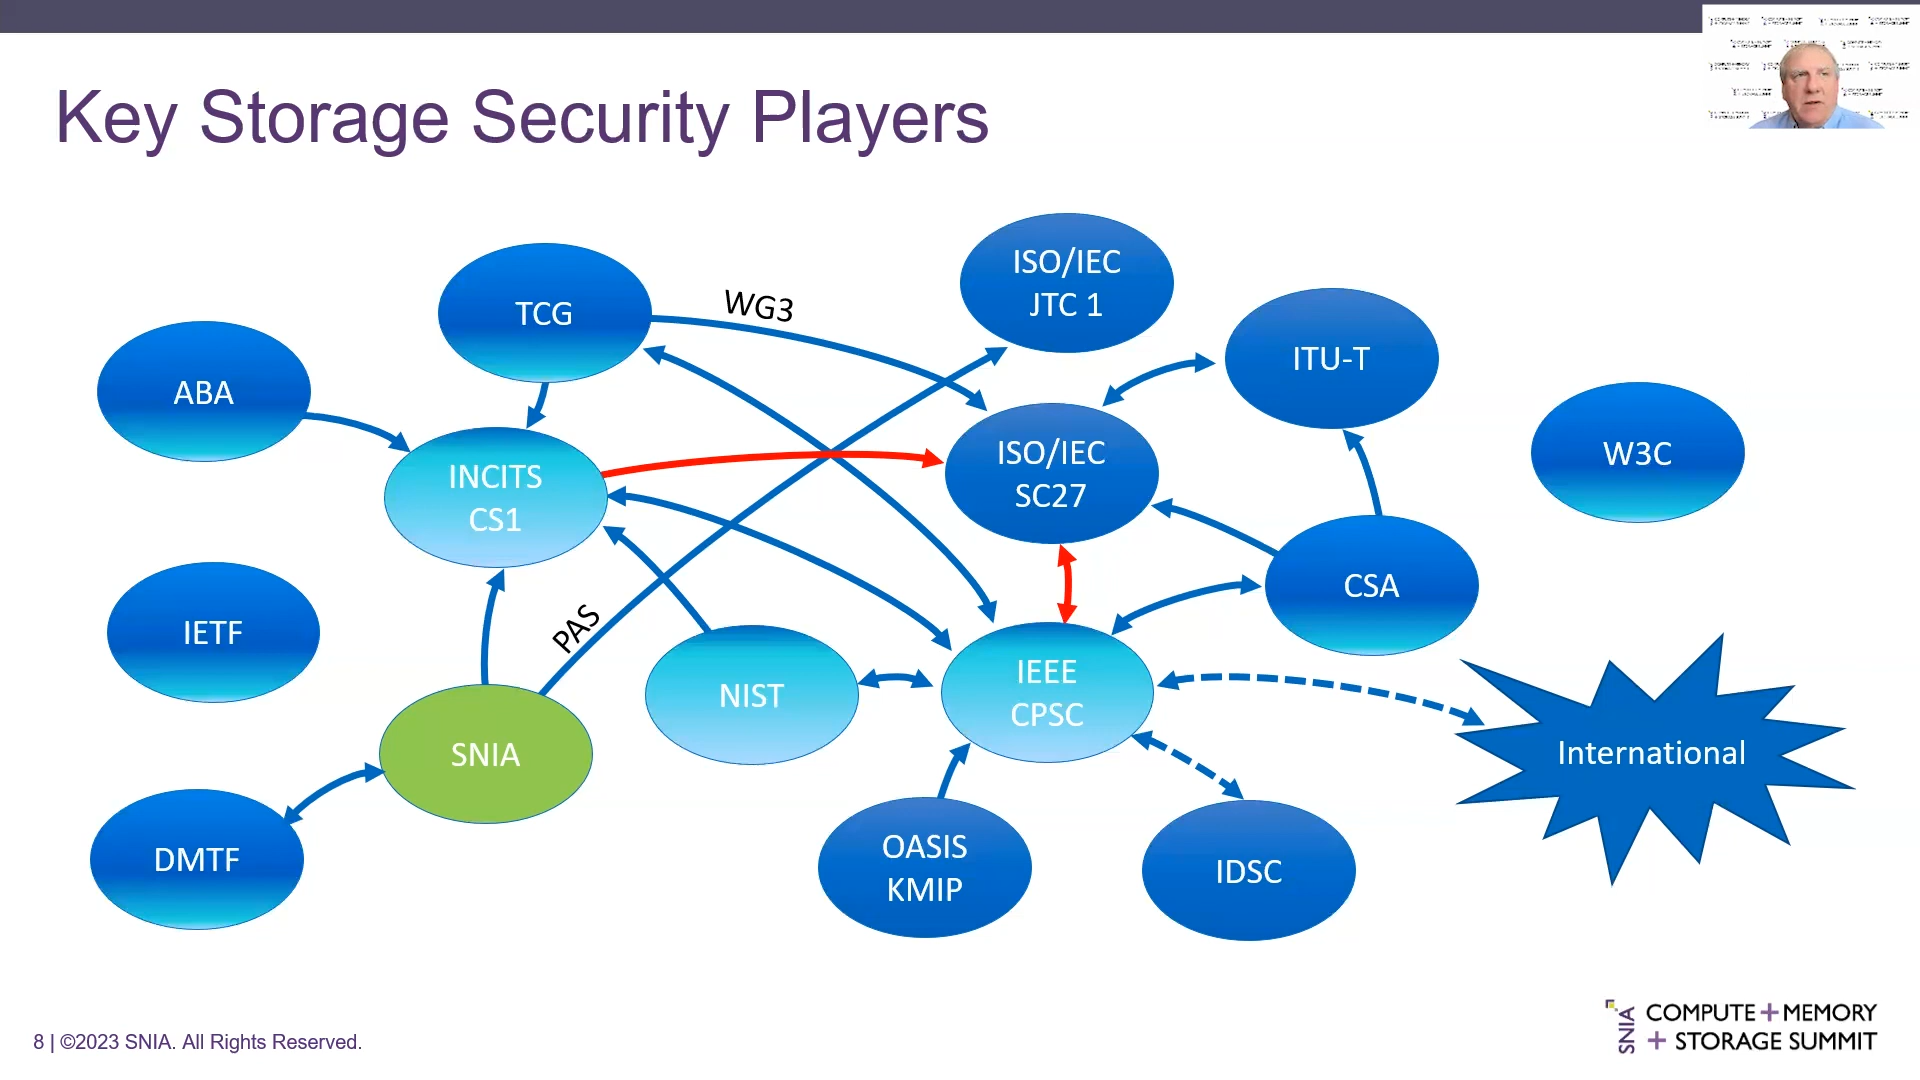 Key Storage Security Players
TCG
WG3
ISO/IEC
JTC 1
ITU-T
ABA
INCITS
CS1
ISO/IEC
SC27
W3C
IETF
PAS
CSA
NIST
IEEE
CPSC
SNIA
International
DMTF
OASIS
KMIP
IDSC
8 | ©2023 SNIA. All Rights Reserved.
SNIA
COMPUTE+MEMORY
+ STORAGE SUMMIT